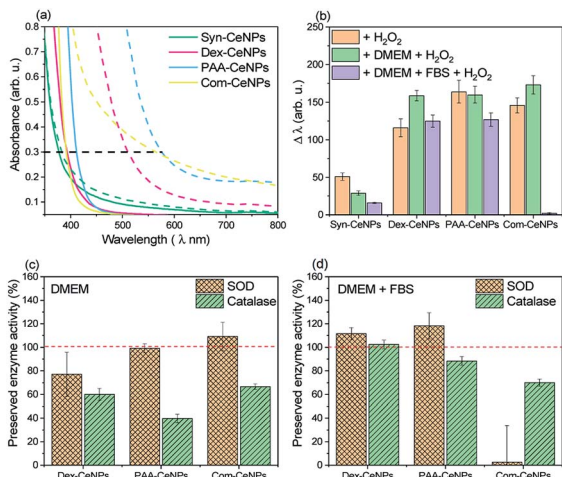 (a)
Absorbance (arb. u.)
0.8
0.7
0.6
0.5
0.4
0.3
0.2
0.1
Syn-CeNPs
Dex-CeNPs
PAA-CeNPs
Com-CeNPs
400 500 600 700 800
Wavelength ( λ nm)
(b)
Δ λ (arb. u.)
250
200
150
100
50
0
+ H₂O₂
+ DMEM + H₂O₂
+ DMEM + FBS + H₂O₂
Syn-CeNPs Dex-CeNPs PAA-CeNPs Com-CeNPs
(c)
DMEM
Preserved enzyme activity (%)
160
140
120
100
80
60
40
20
0
SOD
Catalase
Dex-CeNPs PAA-CeNPs Com-CeNPs
(d)
DMEM + FBS
Preserved enzyme activity (%)
160
140
120
100
80
60
40
20
0
SOD
Catalase
Dex-CeNPs PAA-CeNPs Com-CeNPs